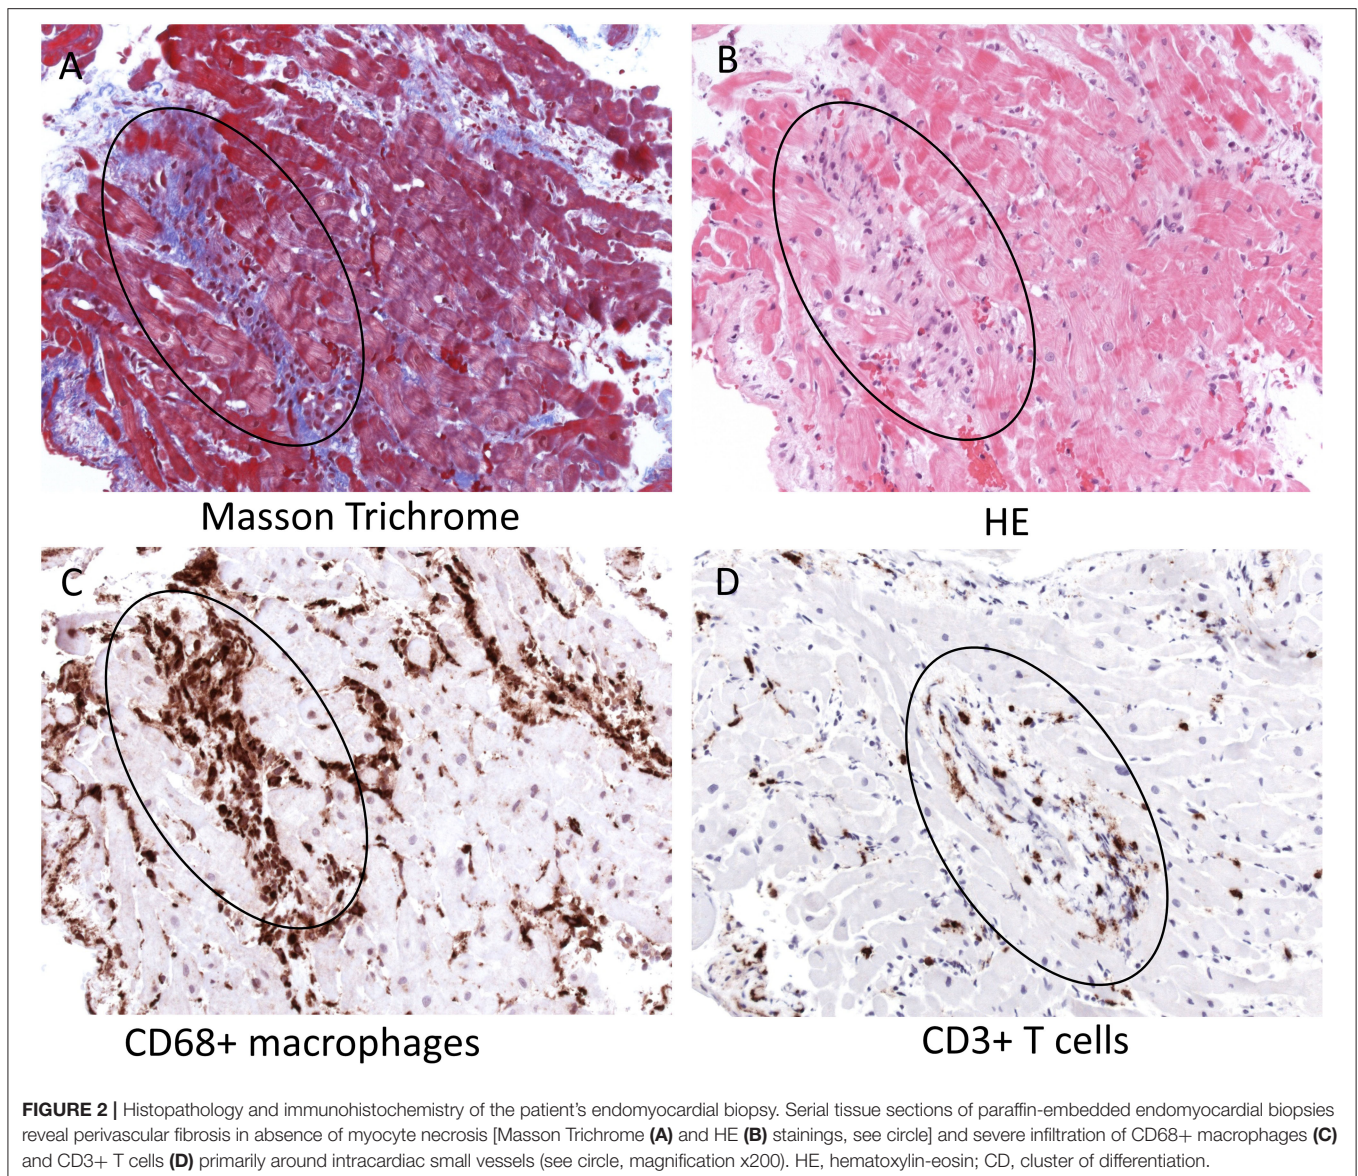 A
B
Masson Trichrome
HE
C
D
CD68+ macrophages
CD3+ T cells
FIGURE 2 | Histopathology and immunohistochemistry of the patient's endomyocardial biopsy. Serial tissue sections of paraffin-embedded endomyocardial biopsies
reveal perivascular fibrosis in absence of myocyte necrosis [Masson Trichrome (A) and HE (B) stainings, see circle] and severe infiltration of CD68+ macrophages (C)
and CD3+ T cells (D) primarily around intracardiac small vessels (see circle, magnification x200). HE, hematoxylin-eosin; CD, cluster of differentiation.